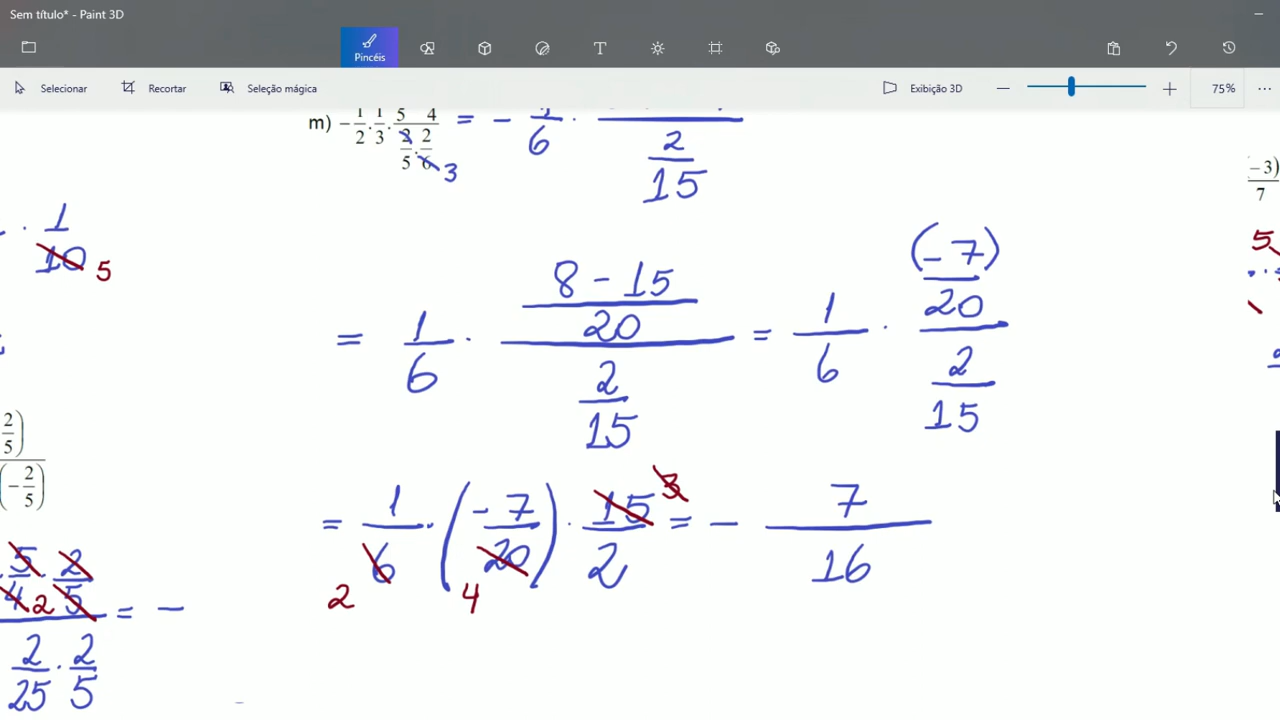 Sem título* - Paint 3D
Pincéis
Selecionar Recortar Seleção mágica Exibição 3D 75%
m) -1/2 . 1/3 . 5 4 / (2/5 . 2/6) 3 = - 1/6 . / (2/15)
(-3)/7
. 1/10 5
5
= 1/6 . ((8 - 15)/20)/(2/15) = 1/6 . ((-7)/20)/(2/15)
2/5)
(-2/5)
= 1/6 . (-7/20) . 15/2 = - 7/16
3
2 4
. 5/4 . 2/5 2 / (2/25 . 2/5) = -